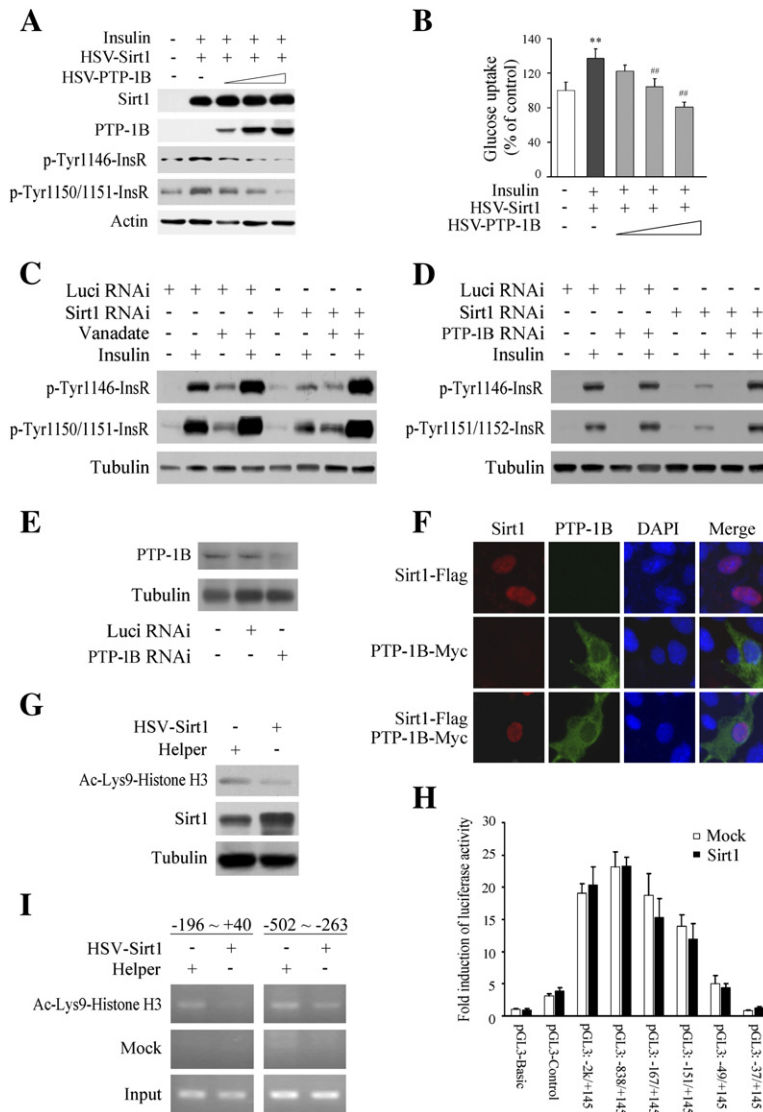 A
Insulin - + + + +
HSV-Sirt1 - + + + +
HSV-PTP-1B - -
Sirt1
PTP-1B
p-Tyr1146-InsR
p-Tyr1150/1151-InsR
Actin
B
Glucose uptake
(% of control)
160
120
80
40
0
**
##
##
Insulin - + + + +
HSV-Sirt1 - + + + +
HSV-PTP-1B - -
C
Luci RNAi + + + + - - - -
Sirt1 RNAi - - - - + + + +
Vanadate - - + + - - + +
Insulin - + - + - + - +
p-Tyr1146-InsR
p-Tyr1150/1151-InsR
Tubulin
D
Luci RNAi + + + + - - - -
Sirt1 RNAi - - - - + + + +
PTP-1B RNAi - - + + - - + +
Insulin - + - + - + - +
p-Tyr1146-InsR
p-Tyr1151/1152-InsR
Tubulin
E
PTP-1B
Tubulin
Luci RNAi - + -
PTP-1B RNAi - - +
F
Sirt1 PTP-1B DAPI Merge
Sirt1-Flag
PTP-1B-Myc
Sirt1-Flag
PTP-1B-Myc
G
HSV-Sirt1 - +
Helper + -
Ac-Lys9-Histone H3
Sirt1
Tubulin
H
Fold induction of luciferase activity
30
25
20
15
10
5
0
Mock
Sirt1
pGL3-Basic
pGL3-Control
pGL3: -2k/+145
pGL3: -838/+145
pGL3: -167/+145
pGL3: -151/+145
pGL3: -49/+145
pGL3: -37/+145
I
-196 ~ +40 -502 ~ -263
HSV-Sirt1 - + - +
Helper + - + -
Ac-Lys9-Histone H3
Mock
Input